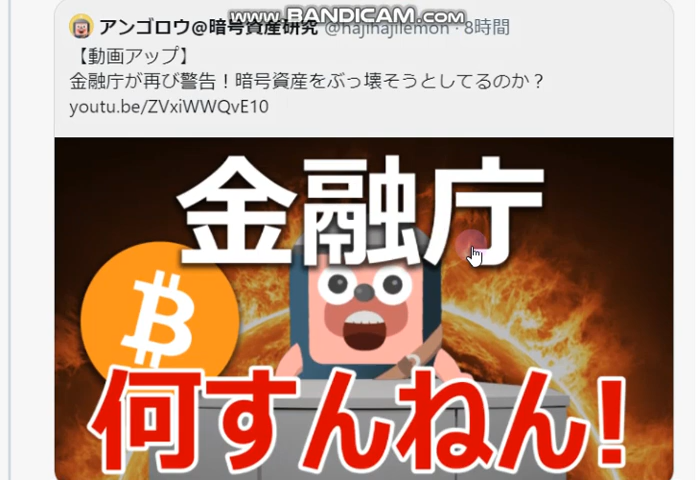 www.BANDICAM.com
アンゴロウ@暗号資産研究 @hajihajilemon · 8時間
【動画アップ】
金融庁が再び警告！暗号資産をぶっ壊そうとしてるのか？
youtu.be/ZVxiWWQvE10
金融庁
何すんねん!